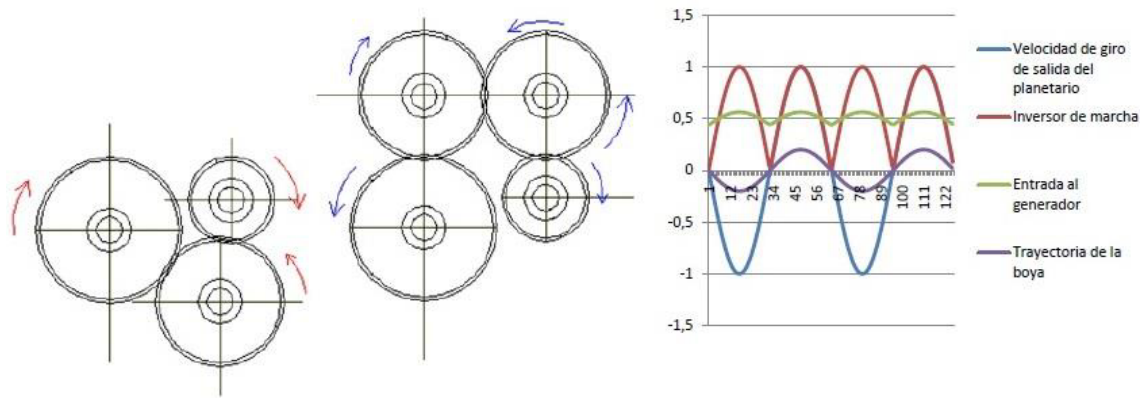 1,5
1
0,5
0
-0,5
-1
-1,5
1
12
23
34
45
56
67
78
89
100
111
122
Velocidad de giro
de salida del
planetario
Inversor de marcha
Entrada al
generador
Trayectoria de la
boya